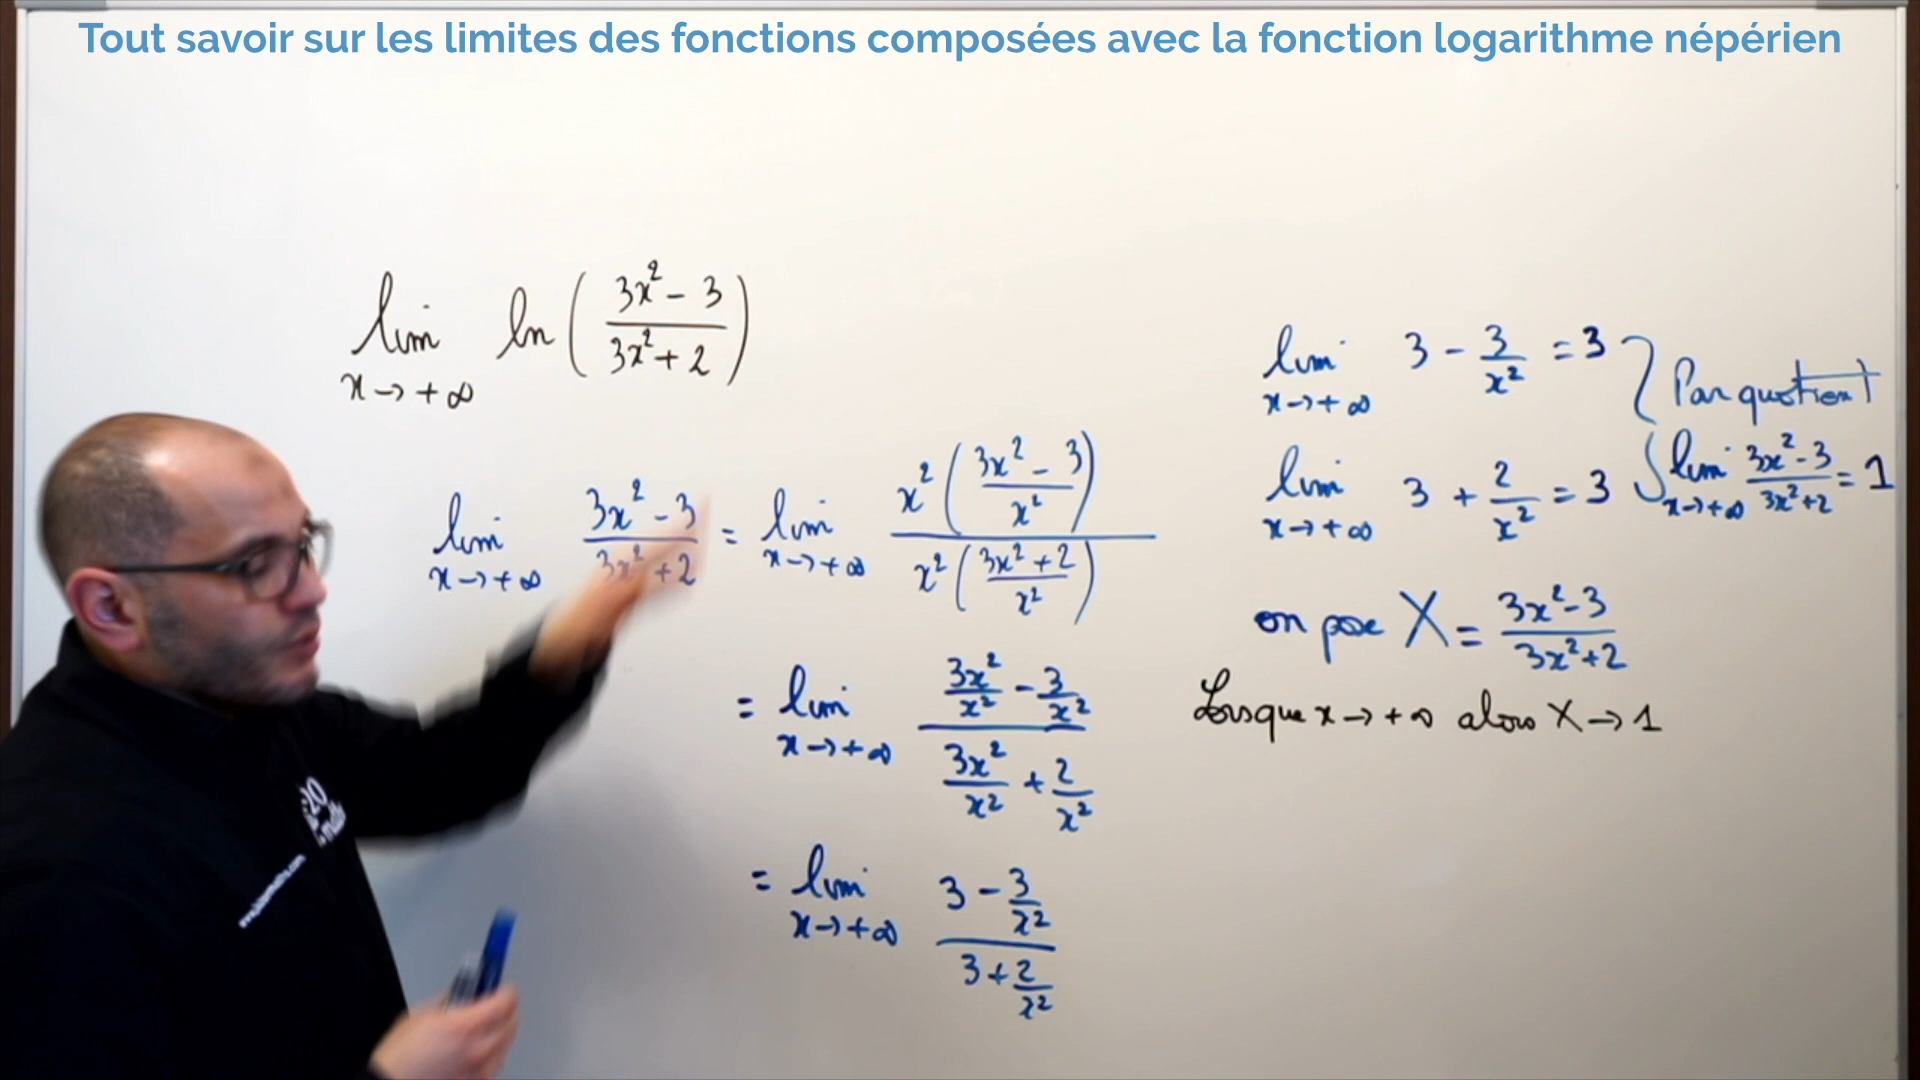 Tout savoir sur les limites des fonctions composées avec la fonction logarithme népérien
lim x→+∞ ln((3x²-3)/(3x²+2))
lim x→+∞ (3x²-3)/(3x²+2) = lim x→+∞ (x²((3x²-3)/x²))/(x²((3x²+2)/x²))
= lim x→+∞ (3x²/x² - 3/x²)/(3x²/x² + 2/x²)
= lim x→+∞ (3 - 3/x²)/(3 + 2/x²)
lim x→+∞ 3 - 3/x² = 3
lim x→+∞ 3 + 2/x² = 3
Par quotient
lim x→+∞ (3x²-3)/(3x²+2) = 1
on pose X = (3x²-3)/(3x²+2)
Lorsque x→+∞ alors X→1